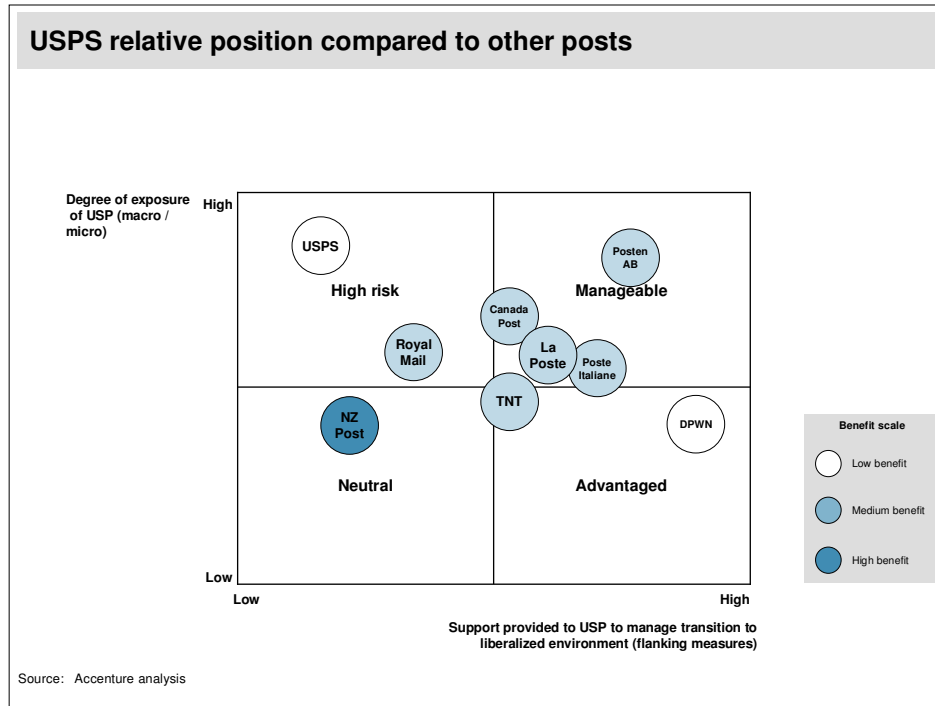 USPS relative position compared to other posts
Degree of exposure
of USP (macro /
micro)
High
USPS
Posten
AB
High risk
Manageable
Canada
Post
Royal
Mail
La
Poste
Poste
Italiane
TNT
NZ
Post
DPWN
Neutral
Advantaged
Benefit scale
Low benefit
Medium benefit
High benefit
Low
Low
High
Support provided to USP to manage transition to
liberalized environment (flanking measures)
Source: Accenture analysis